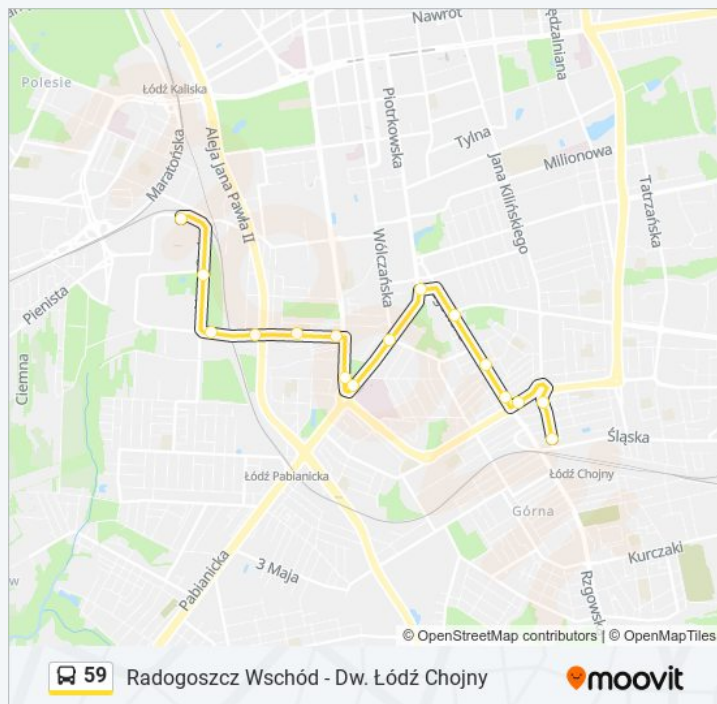 Nawrot
ędzalniana
Polesie
Łódź Kaliska
Piotrkowska
Tylna
Milionowa
Maratońska
Aleja Jana Pawła II
Jana Kilińskiego
Tatrzańska
Wólczańska
Pienista
Ciemna
Śląska
Łódź Pabianicka
Łódź Chojny
Górna
Kurczaki
3 Maja
Pabianicka
Rzgowsk
w
© OpenStreetMap contributors | © OpenMapTiles
59 Radogoszcz Wschód - Dw. Łódź Chojny
moovit